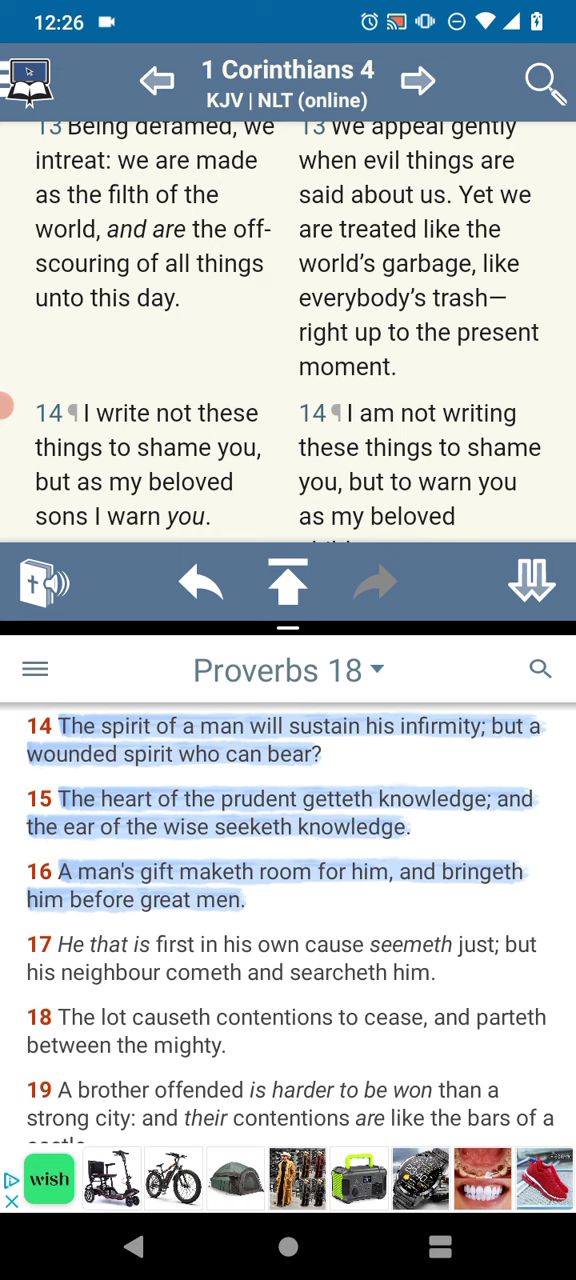 12:26
1 Corinthians 4
KJV | NLT (online)
13 Being defamed, we
intreat: we are made
as the filth of the
world, and are the off-
scouring of all things
unto this day.
13 We appeal gently
when evil things are
said about us. Yet we
are treated like the
world’s garbage, like
everybody’s trash—
right up to the present
moment.
14 ¶ I write not these
things to shame you,
but as my beloved
sons I warn you.
14 ¶ I am not writing
these things to shame
you, but to warn you
as my beloved
Proverbs 18
14 The spirit of a man will sustain his infirmity; but a
wounded spirit who can bear?
15 The heart of the prudent getteth knowledge; and
the ear of the wise seeketh knowledge.
16 A man's gift maketh room for him, and bringeth
him before great men.
17 He that is first in his own cause seemeth just; but
his neighbour cometh and searcheth him.
18 The lot causeth contentions to cease, and parteth
between the mighty.
19 A brother offended is harder to be won than a
strong city: and their contentions are like the bars of a
wish